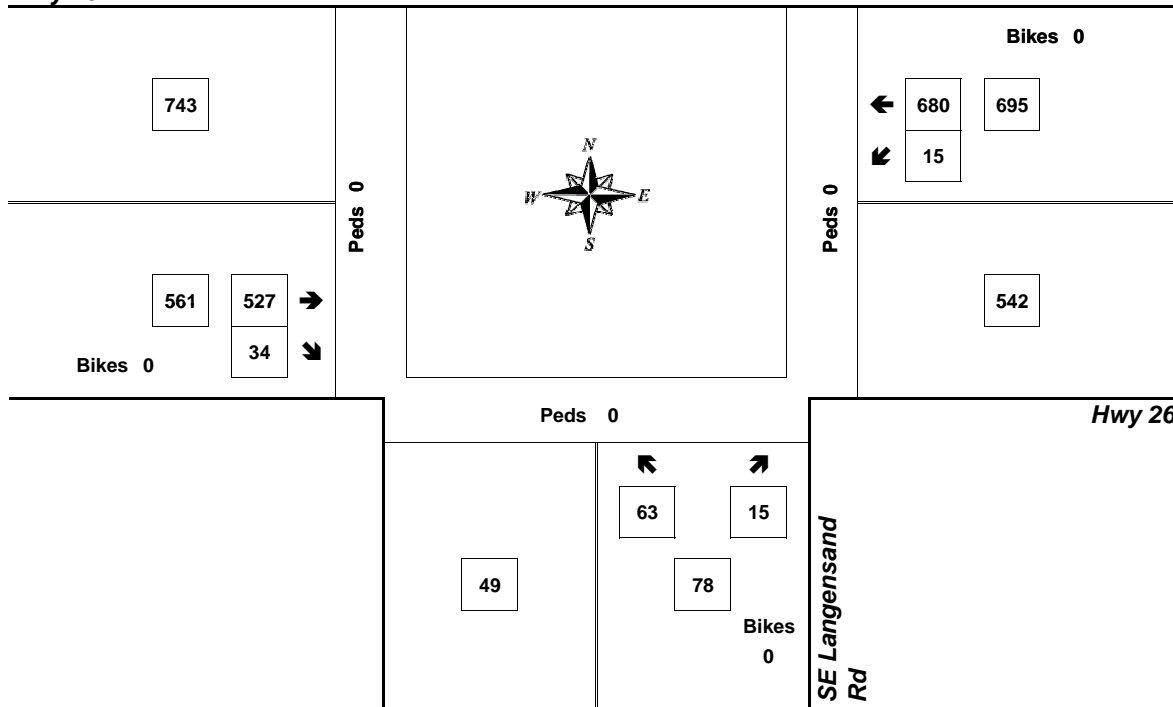 Bikes 0
743
680 695
15
N
W E
S
Peds 0
Peds 0
561 527
34
Bikes 0
542
Peds 0
Hwy 26
63 15
49
78
Bikes
0
SE Langensand
Rd